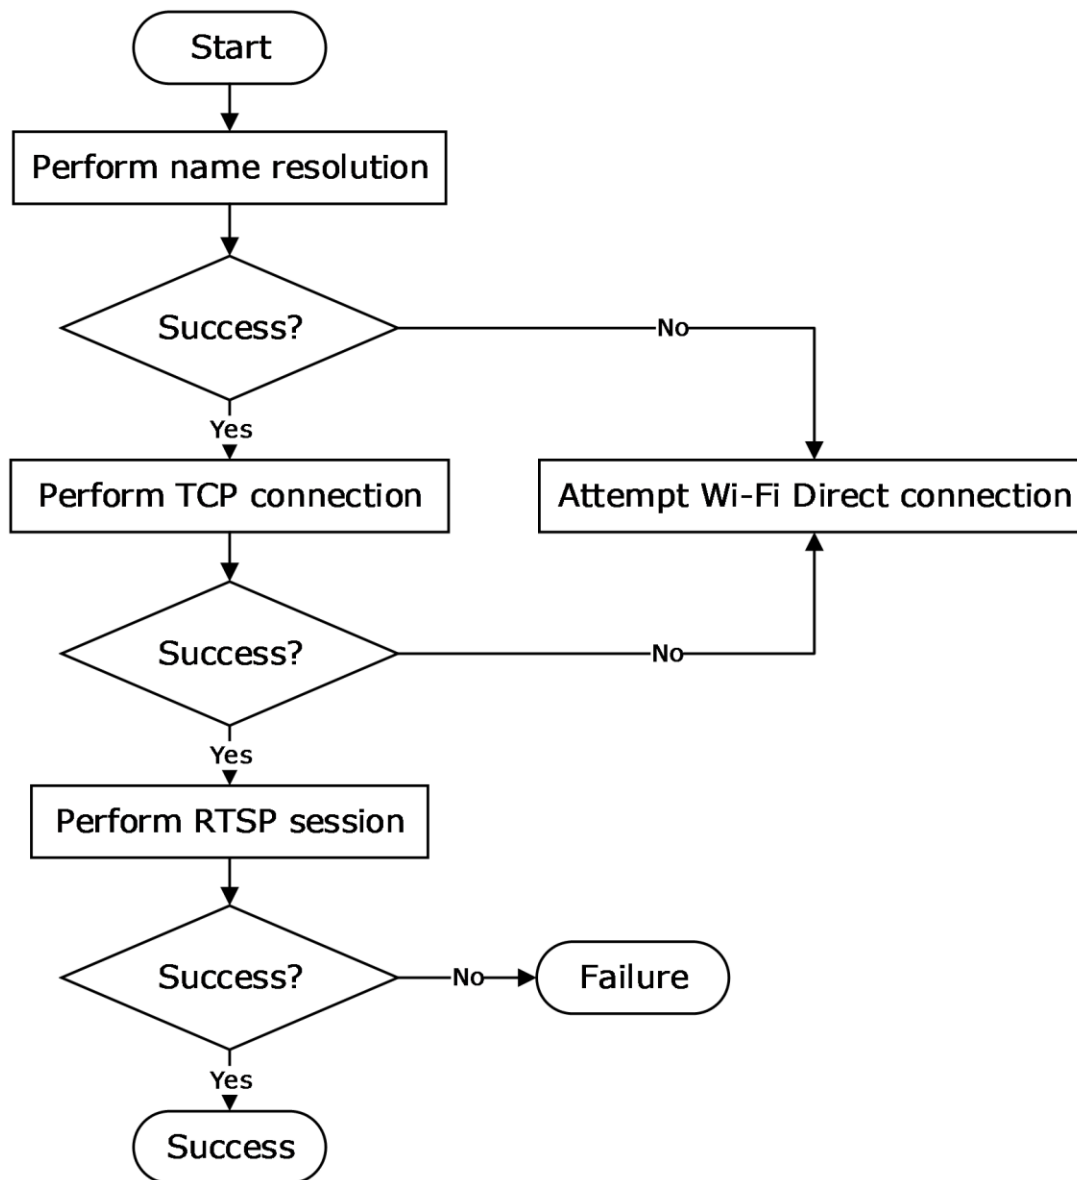 Start
Perform name resolution
Success?
No
Yes
Perform TCP connection
Attempt Wi-Fi Direct connection
Success?
No
Yes
Perform RTSP session
Success?
No
Failure
Yes
Success